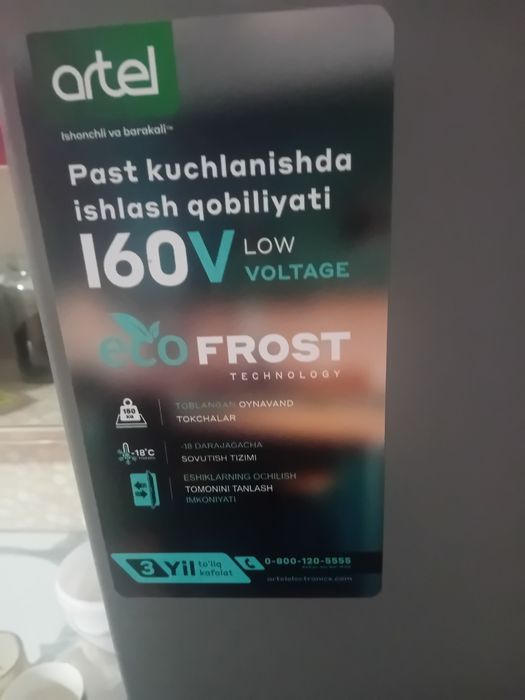 artel
Ishonchli va barakali™
Past kuchlanishda
ishlash qobiliyati
160V LOW
VOLTAGE
eco FROST
TECHNOLOGY
TOBLANGAN OYNAVAND
TOKCHALAR
-18°C
-18 DARAJAGACHA
SOVUTISH TIZIMI
ESHIKLARNING OCHILISH
TOMONINI TANLASH
IMKONIYATI
3 Yil to'liq
kafolat
0-800-120-5555
artelelectronics.com